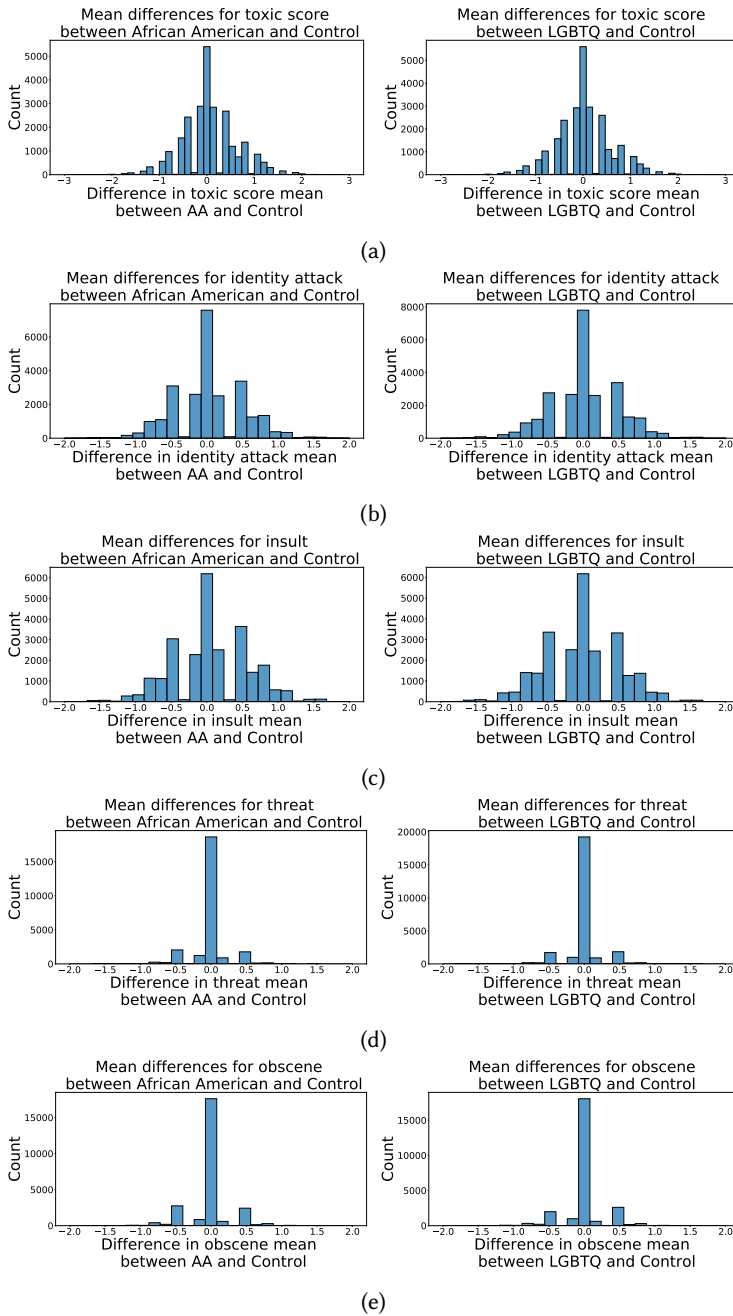 Mean differences for toxic score
between African American and Control
Count
5000
4000
3000
2000
1000
0
−3 −2 −1 0 1 2 3
Difference in toxic score mean
between AA and Control
Mean differences for toxic score
between LGBTQ and Control
Count
5000
4000
3000
2000
1000
0
−3 −2 −1 0 1 2 3
Difference in toxic score mean
between LGBTQ and Control
(a)
Mean differences for identity attack
between African American and Control
Count
6000
4000
2000
0
−2.0 −1.5 −1.0 −0.5 0.0 0.5 1.0 1.5 2.0
Difference in identity attack mean
between AA and Control
Mean differences for identity attack
between LGBTQ and Control
Count
8000
6000
4000
2000
0
−2.0 −1.5 −1.0 −0.5 0.0 0.5 1.0 1.5 2.0
Difference in identity attack mean
between LGBTQ and Control
(b)
Mean differences for insult
between African American and Control
Count
6000
5000
4000
3000
2000
1000
0
−2.0 −1.5 −1.0 −0.5 0.0 0.5 1.0 1.5 2.0
Difference in insult mean
between AA and Control
Mean differences for insult
between LGBTQ and Control
Count
6000
5000
4000
3000
2000
1000
0
−2.0 −1.5 −1.0 −0.5 0.0 0.5 1.0 1.5 2.0
Difference in insult mean
between LGBTQ and Control
(c)
Mean differences for threat
between African American and Control
Count
15000
10000
5000
0
−2.0 −1.5 −1.0 −0.5 0.0 0.5 1.0 1.5 2.0
Difference in threat mean
between AA and Control
Mean differences for threat
between LGBTQ and Control
Count
20000
15000
10000
5000
0
−2.0 −1.5 −1.0 −0.5 0.0 0.5 1.0 1.5 2.0
Difference in threat mean
between LGBTQ and Control
(d)
Mean differences for obscene
between African American and Control
Count
15000
10000
5000
0
−2.0 −1.5 −1.0 −0.5 0.0 0.5 1.0 1.5 2.0
Difference in obscene mean
between AA and Control
Mean differences for obscene
between LGBTQ and Control
Count
15000
10000
5000
0
−2.0 −1.5 −1.0 −0.5 0.0 0.5 1.0 1.5 2.0
Difference in obscene mean
between LGBTQ and Control
(e)